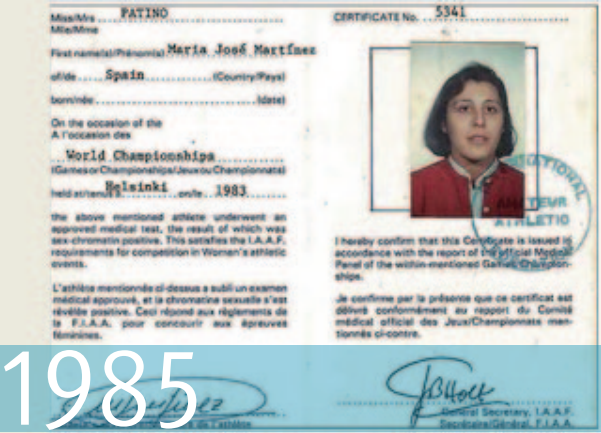 Miss/Mrs PATINO
Mlle/Mme
First name(s)/Prénom(s) Maria José Martínez
of/de Spain (Country/Pays)
born/née (date)
On the occasion of the
A l'occasion des
World Championships
(Games or Championships/Jeux ou Championnats)
held at/tenus Helsinki on/le 1983
the above mentioned athlete underwent an
approved medical test, the result of which was
sex-chromatin positive. This satisfies the I.A.A.F.
requirements for competition in Women's athletic
events.
L'athlète mentionnée ci-dessus a subi un examen
médical approuvé, et la chromatine sexuelle s'est
révélée positive. Ceci répond aux règlements de
la F.I.A.A. pour concourir aux épreuves
féminines.
CERTIFICATE No. 5341
INTERNATIONAL
AMATEUR
ATHLETIC
I hereby confirm that this Certificate is issued in
accordance with the report of the official Medical
Panel of the within-mentioned Games, Champion-
ships.
Je confirme par la présente que ce certificat est
délivré conformément au rapport du Comité
médical officiel des Jeux/Championnats men-
tionnés ci-contre.
1985
General Secretary, I.A.A.F.
Secrétaire/Général, F.I.A.A.